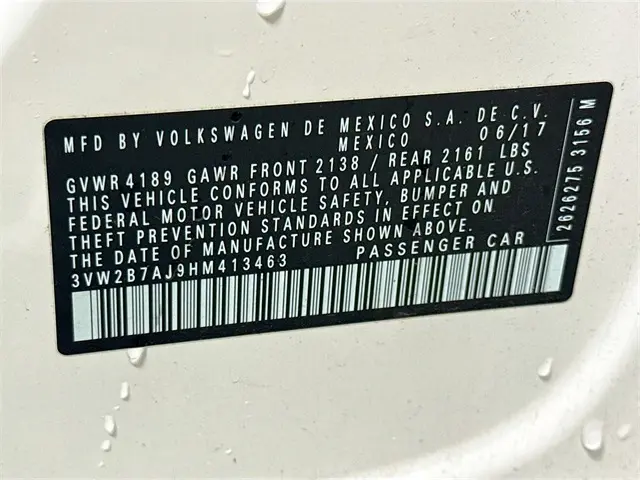 MFD BY VOLKSWAGEN DE MEXICO S.A. DE C.V.
MEXICO 06/17
GVWR 4189 GAWR FRONT 2138 / REAR 2161 LBS
THIS VEHICLE CONFORMS TO ALL APPLICABLE U.S.
FEDERAL MOTOR VEHICLE SAFETY, BUMPER AND
THEFT PREVENTION STANDARDS IN EFFECT ON
THE DATE OF MANUFACTURE SHOWN ABOVE.
3VW2B7AJ9HM413463 PASSENGER CAR
2626275 3156 M